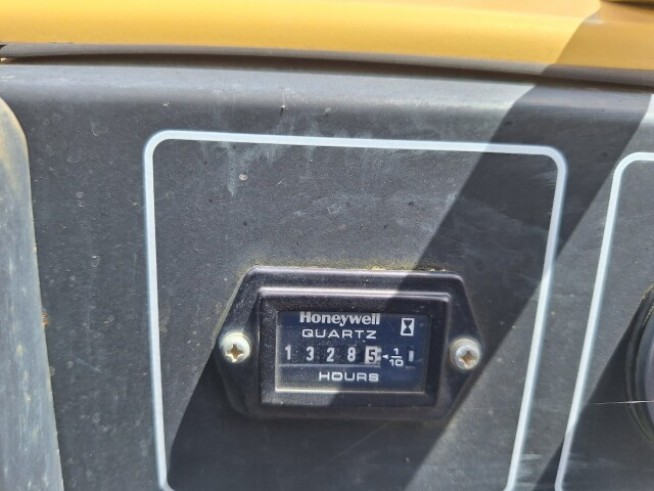 Honeywell
QUARTZ
1 3 2 8 5 ◄ 1/10
HOURS